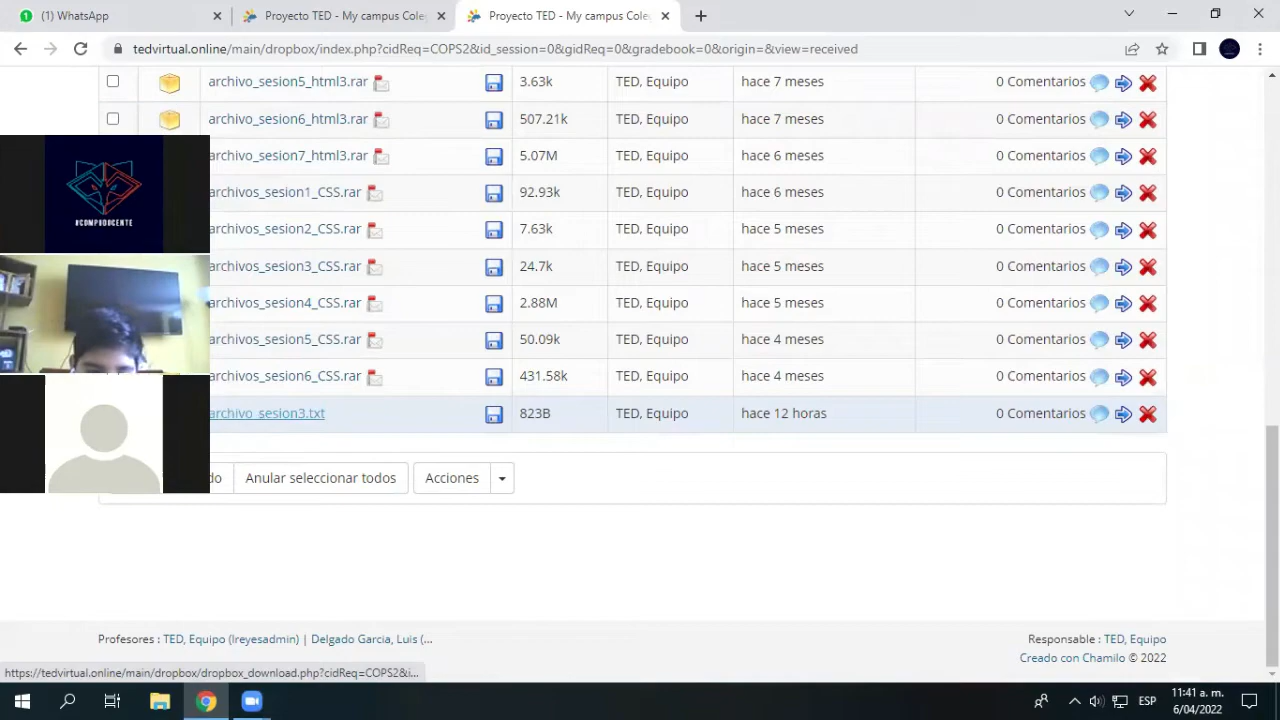 (1) WhatsApp
Proyecto TED - My campus Cole
Proyecto TED - My campus Cole
tedvirtual.online/main/dropbox/index.php?cidReq=COPS2&id_session=0&gidReq=0&gradebook=0&origin=&view=received
archivo_sesion5_html3.rar 3.63k TED, Equipo hace 7 meses 0 Comentarios
archivo_sesion6_html3.rar 507.21k TED, Equipo hace 7 meses 0 Comentarios
archivo_sesion7_html3.rar 5.07M TED, Equipo hace 6 meses 0 Comentarios
archivos_sesion1_CSS.rar 92.93k TED, Equipo hace 6 meses 0 Comentarios
#COMPUDOCENTE
archivos_sesion2_CSS.rar 7.63k TED, Equipo hace 5 meses 0 Comentarios
archivos_sesion3_CSS.rar 24.7k TED, Equipo hace 5 meses 0 Comentarios
archivos_sesion4_CSS.rar 2.88M TED, Equipo hace 5 meses 0 Comentarios
archivos_sesion5_CSS.rar 50.09k TED, Equipo hace 4 meses 0 Comentarios
archivos_sesion6_CSS.rar 431.58k TED, Equipo hace 4 meses 0 Comentarios
archivo_sesion3.txt 823B TED, Equipo hace 12 horas 0 Comentarios
do Anular seleccionar todos Acciones
Profesores : TED, Equipo (lreyesadmin) | Delgado Garcia, Luis (...
Responsable : TED, Equipo
Creado con Chamilo © 2022
https://tedvirtual.online/main/dropbox/dropbox_download.php?cidReq=COPS2&i...
ESP
11:41 a. m.
6/04/2022